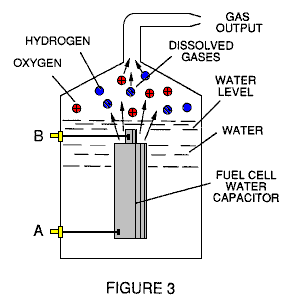 GAS
OUTPUT
HYDROGEN
DISSOLVED
GASES
OXYGEN
WATER
LEVEL
B
WATER
FUEL CELL
WATER
CAPACITOR
A
FIGURE 3